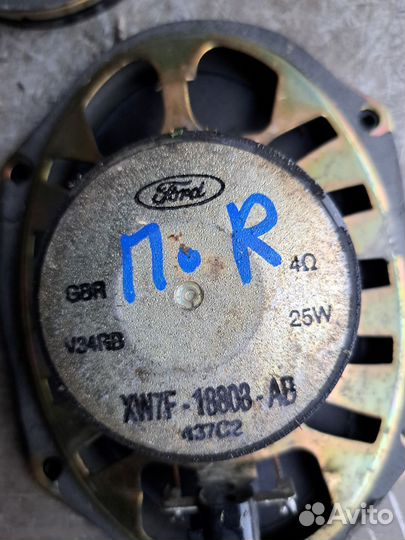 Ford
П.R
GBR
4Ω
V34RB
25W
XW7F-18808-AB
437C2
Avito